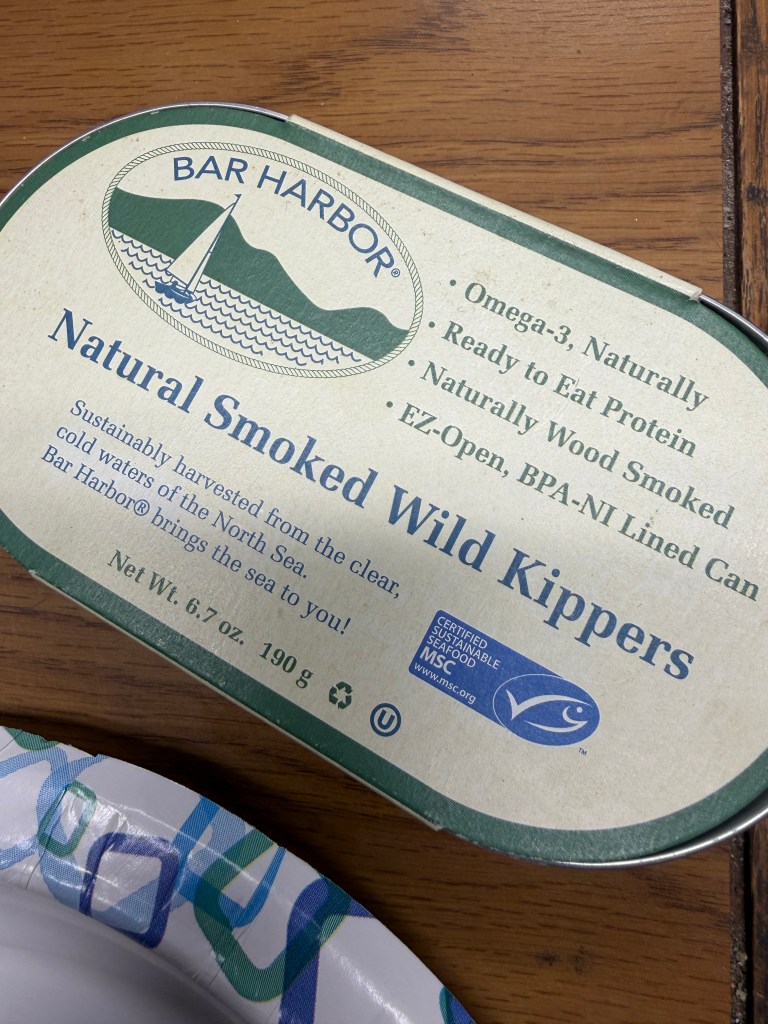 BAR HARBOR®
• Omega-3, Naturally
• Ready to Eat Protein
• Naturally Wood Smoked
• EZ-Open, BPA-NI Lined Can
Natural Smoked Wild Kippers
Sustainably harvested from the clear,
cold waters of the North Sea.
Bar Harbor® brings the sea to you!
Net Wt. 6.7 oz. 190 g
U
CERTIFIED
SUSTAINABLE
SEAFOOD
MSC
www.msc.org
TM